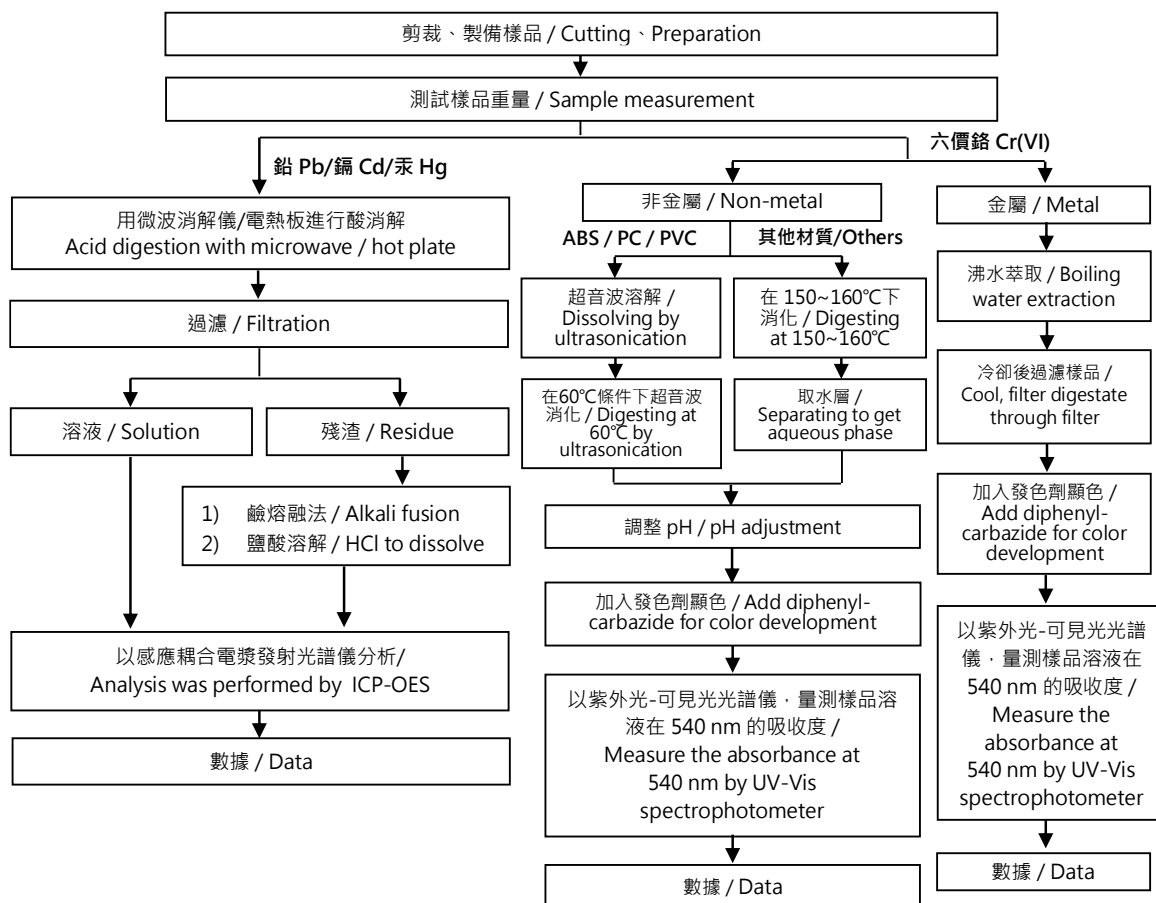 剪裁、製備樣品 / Cutting、Preparation
測試樣品重量 / Sample measurement
鉛 Pb/鎘 Cd/汞 Hg
六價鉻 Cr(VI)
用微波消解儀/電熱板進行酸消解
Acid digestion with microwave / hot plate
過濾 / Filtration
溶液 / Solution
殘渣 / Residue
1) 鹼熔融法 / Alkali fusion
2) 鹽酸溶解 / HCl to dissolve
以感應耦合電漿發射光譜儀分析/
Analysis was performed by ICP-OES
數據 / Data
非金屬 / Non-metal
ABS / PC / PVC
其他材質/Others
超音波溶解 /
Dissolving by
ultrasonication
在60℃條件下超音波
消化 / Digesting at
60℃ by
ultrasonication
在 150~160℃下
消化 / Digesting
at 150~160℃
取水層 /
Separating to get
aqueous phase
調整 pH / pH adjustment
加入發色劑顯色 / Add diphenyl-
carbazide for color development
以紫外光-可見光光譜儀，量測樣品溶
液在 540 nm 的吸收度 /
Measure the absorbance at
540 nm by UV-Vis
spectrophotometer
數據 / Data
金屬 / Metal
沸水萃取 / Boiling
water extraction
冷卻後過濾樣品 /
Cool, filter digestate
through filter
加入發色劑顯色 /
Add diphenyl-
carbazide for color
development
以紫外光-可見光光譜
儀，量測樣品溶液在
540 nm 的吸收度 /
Measure the
absorbance at
540 nm by UV-Vis
spectrophotometer
數據 / Data